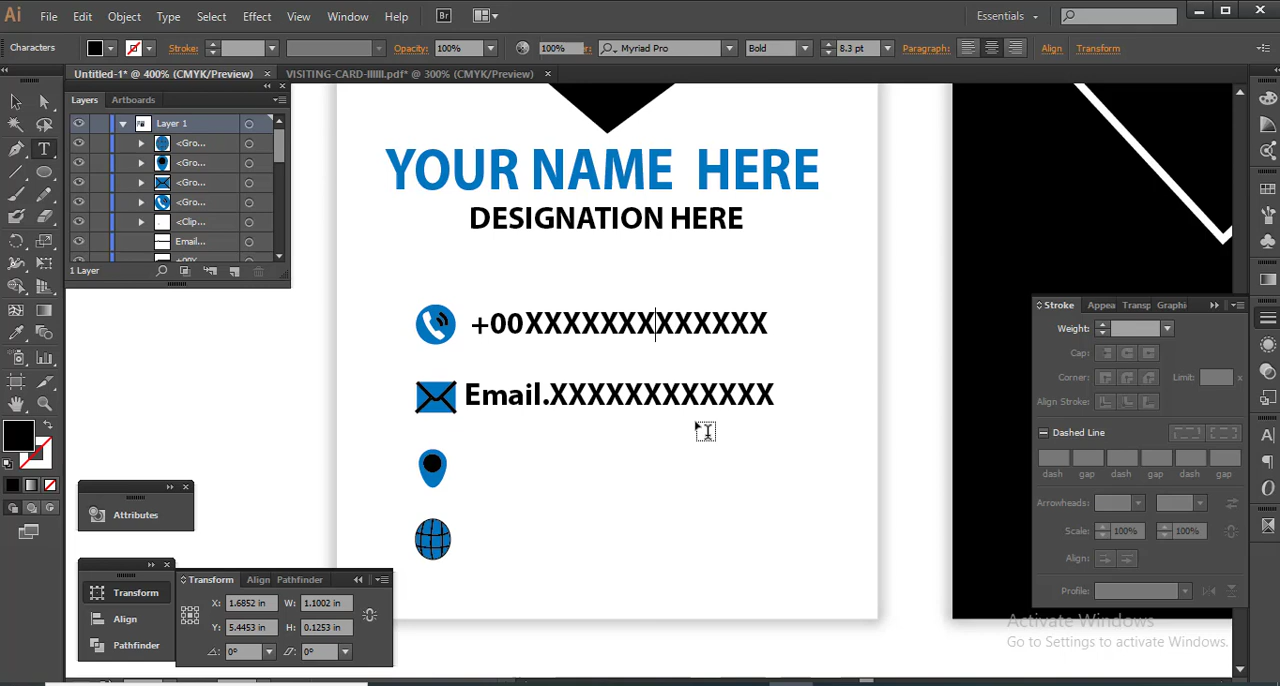 Ai File Edit Object Type Select Effect View Window Help Br Essentials
Characters Stroke: Opacity: 100% 100% Myriad Pro Bold 8.3 pt Paragraph: Align Transform
Untitled-1* @ 400% (CMYK/Preview) × VISITING-CARD-IIIIII.pdf* @ 300% (CMYK/Preview) ×
Layers Artboards
Layer 1
<Gro...
<Gro...
<Gro...
<Gro...
<Clip...
Email...
+00Y
1 Layer
YOUR NAME HERE
DESIGNATION HERE
+00XXXXXXXXXXXXX
Email.XXXXXXXXXXXX
Stroke Appea Transp Graphi
Weight:
Cap:
Corner: Limit: x
Align Stroke:
Dashed Line
dash gap dash gap dash gap
Arrowheads:
Scale: 100% 100%
Align:
Profile:
Attributes
Transform
Align
Pathfinder
Transform Align Pathfinder
X: 1.6852 in W: 1.1002 in
Y: 5.4453 in H: 0.1253 in
0° 0°
Activate Windows
Go to Settings to activate Windows.